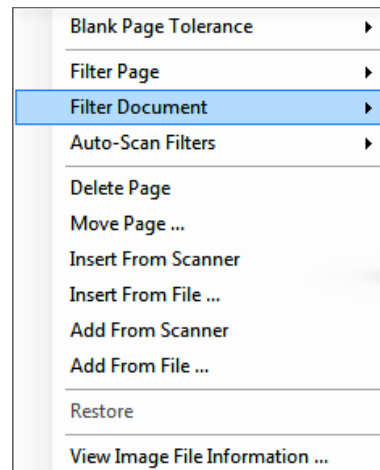 Blank Page Tolerance
Filter Page
Filter Document
Auto-Scan Filters
Delete Page
Move Page ...
Insert From Scanner
Insert From File ...
Add From Scanner
Add From File ...
Restore
View Image File Information ...